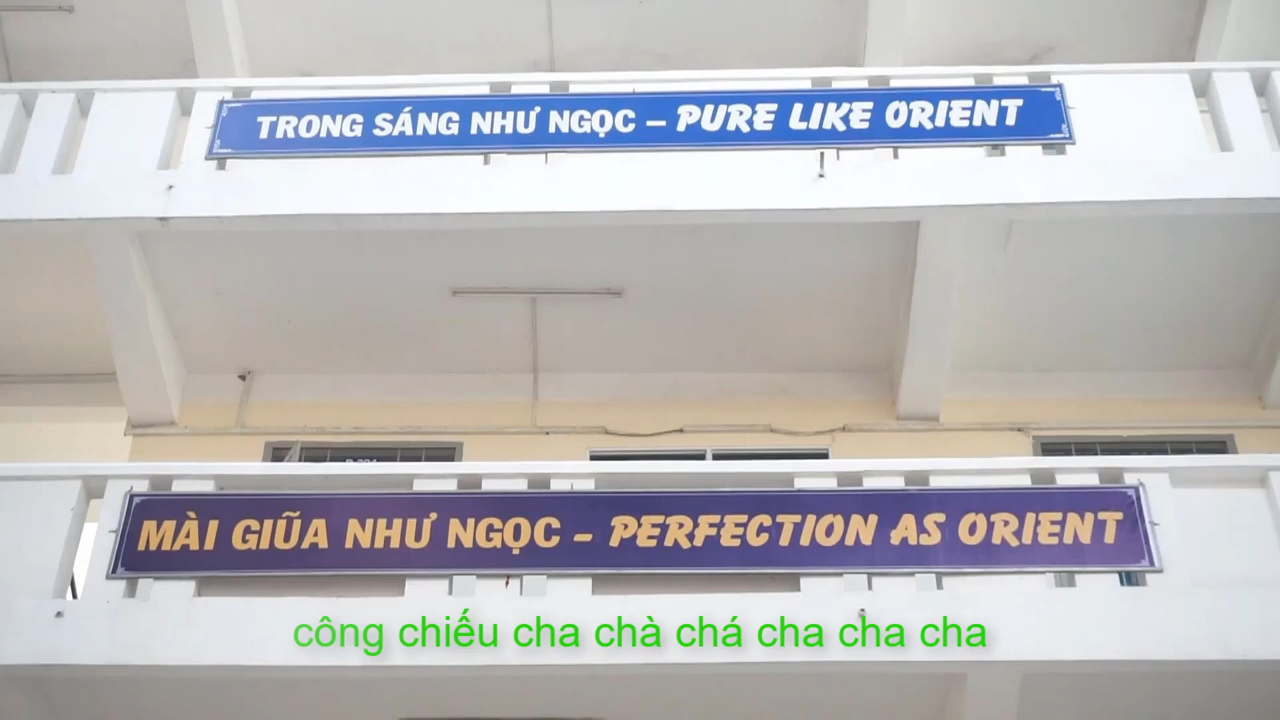 TRONG SÁNG NHƯ NGỌC – PURE LIKE ORIENT
MÀI GIŨA NHƯ NGỌC - PERFECTION AS ORIENT
công chiếu cha chà chá cha cha cha